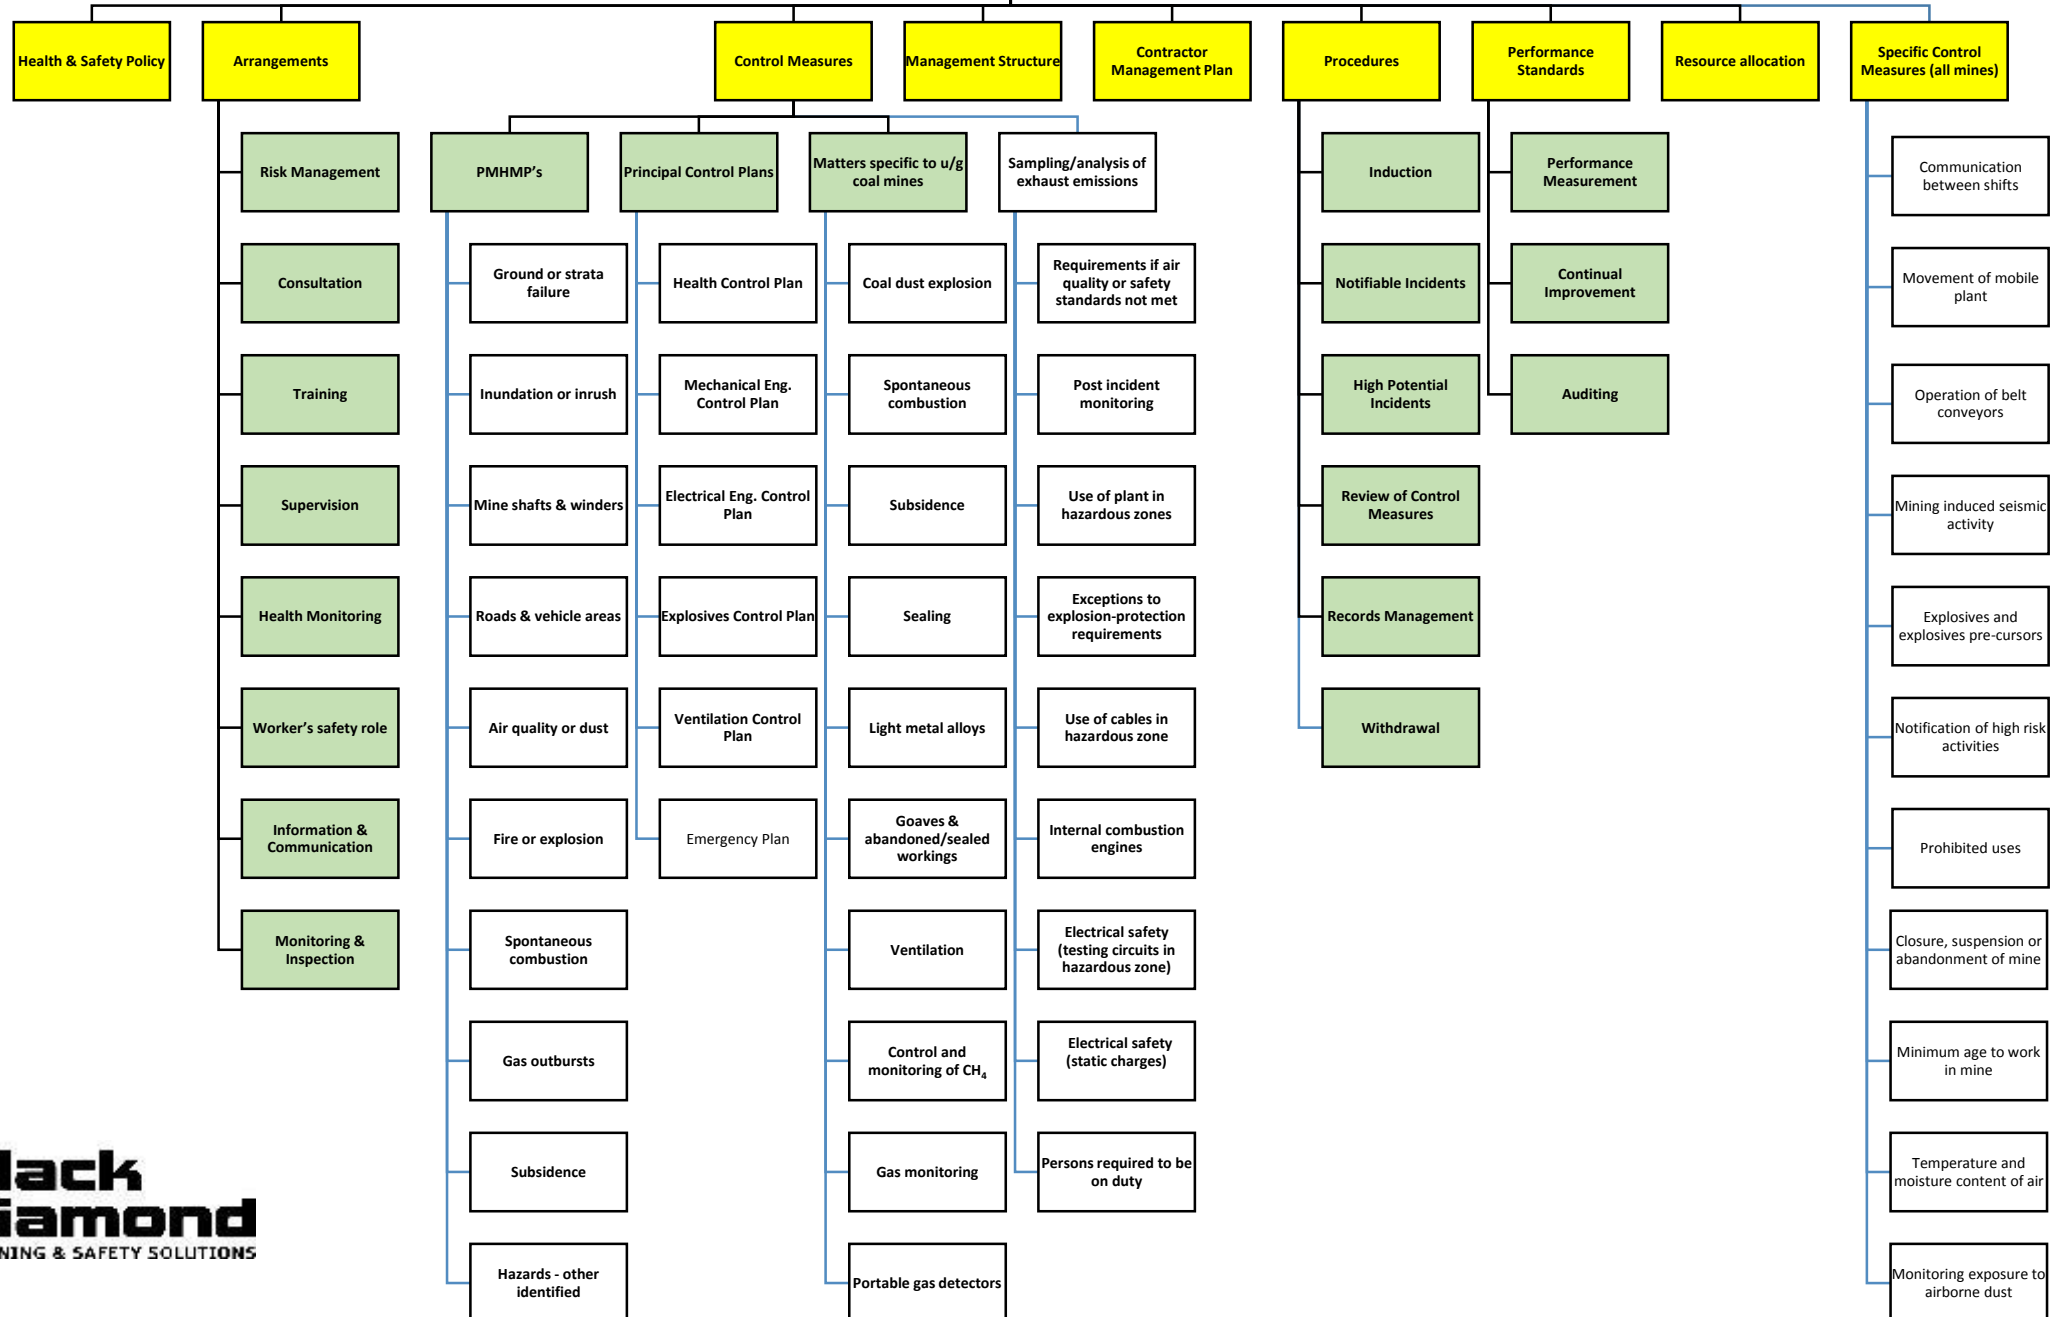 Health & Safety Policy
Arrangements
Control Measures
Management Structure
Contractor
Management Plan
Procedures
Performance
Standards
Resource allocation
Specific Control
Measures (all mines)
Risk Management
Consultation
Training
Supervision
Health Monitoring
Worker's safety role
Information &
Communication
Monitoring &
Inspection
PMHMP's
Ground or strata
failure
Inundation or inrush
Mine shafts & winders
Roads & vehicle areas
Air quality or dust
Fire or explosion
Spontaneous
combustion
Gas outbursts
Subsidence
Hazards - other
identified
Principal Control Plans
Health Control Plan
Mechanical Eng.
Control Plan
Electrical Eng. Control
Plan
Explosives Control Plan
Ventilation Control
Plan
Emergency Plan
Matters specific to u/g
coal mines
Coal dust explosion
Spontaneous
combustion
Subsidence
Sealing
Light metal alloys
Goaves &
abandoned/sealed
workings
Ventilation
Control and
monitoring of CH₄
Gas monitoring
Portable gas detectors
Sampling/analysis of
exhaust emissions
Requirements if air
quality or safety
standards not met
Post incident
monitoring
Use of plant in
hazardous zones
Exceptions to
explosion-protection
requirements
Use of cables in
hazardous zone
Internal combustion
engines
Electrical safety
(testing circuits in
hazardous zone)
Electrical safety
(static charges)
Persons required to be
on duty
Induction
Notifiable Incidents
High Potential
Incidents
Review of Control
Measures
Records Management
Withdrawal
Performance
Measurement
Continual
Improvement
Auditing
Communication
between shifts
Movement of mobile
plant
Operation of belt
conveyors
Mining induced seismic
activity
Explosives and
explosives pre-cursors
Notification of high risk
activities
Prohibited uses
Closure, suspension or
abandonment of mine
Minimum age to work
in mine
Temperature and
moisture content of air
Monitoring exposure to
airborne dust
lack
iamond
NING & SAFETY SOLUTIONS